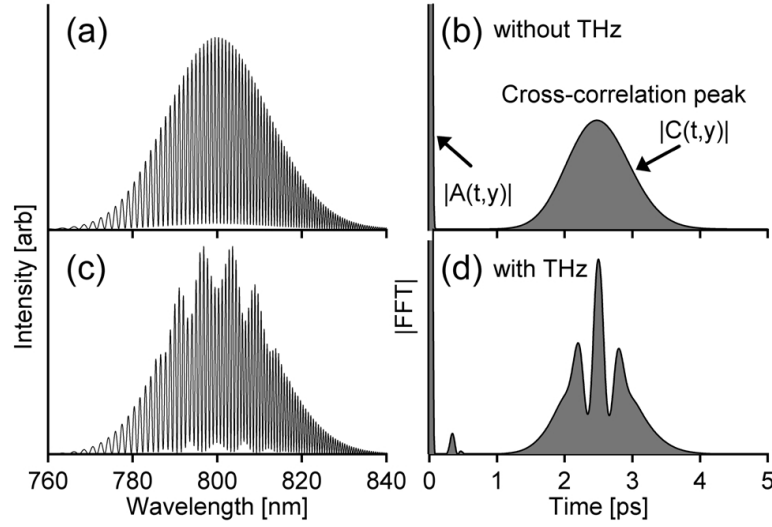 (a)
(b) without THz
Cross-correlation peak
|C(t,y)|
|A(t,y)|
(c)
(d) with THz
Intensity [arb]
|FFT|
760 780 800 820 840
0 1 2 3 4 5
Wavelength [nm]
Time [ps]